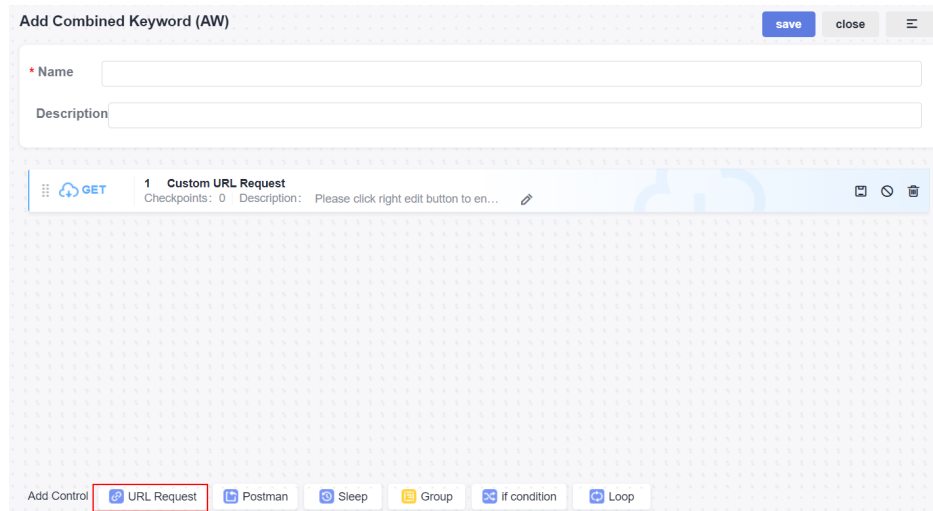 Add Combined Keyword (AW)
save
close
* Name
Description
GET
1 Custom URL Request
Checkpoints: 0 Description: Please click right edit button to en...
Add Control URL Request Postman Sleep Group if condition Loop